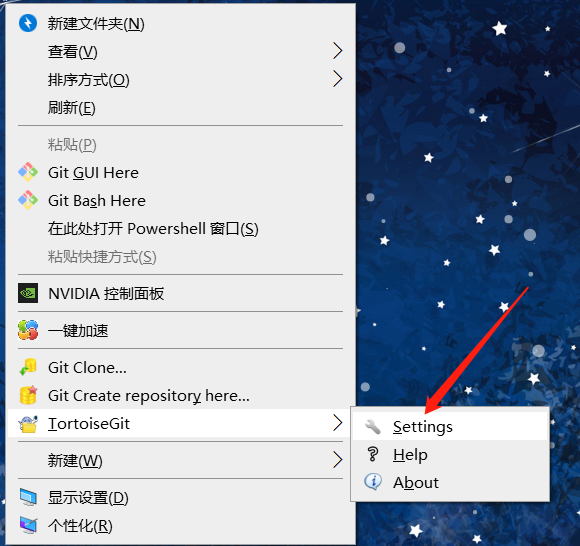 新建文件夹(N)
查看(V)
排序方式(O)
刷新(E)
粘贴(P)
Git GUI Here
Git Bash Here
在此处打开 Powershell 窗口(S)
粘贴快捷方式(S)
NVIDIA 控制面板
一键加速
Git Clone...
Git Create repository here...
TortoiseGit
Settings
Help
About
新建(W)
显示设置(D)
个性化(R)